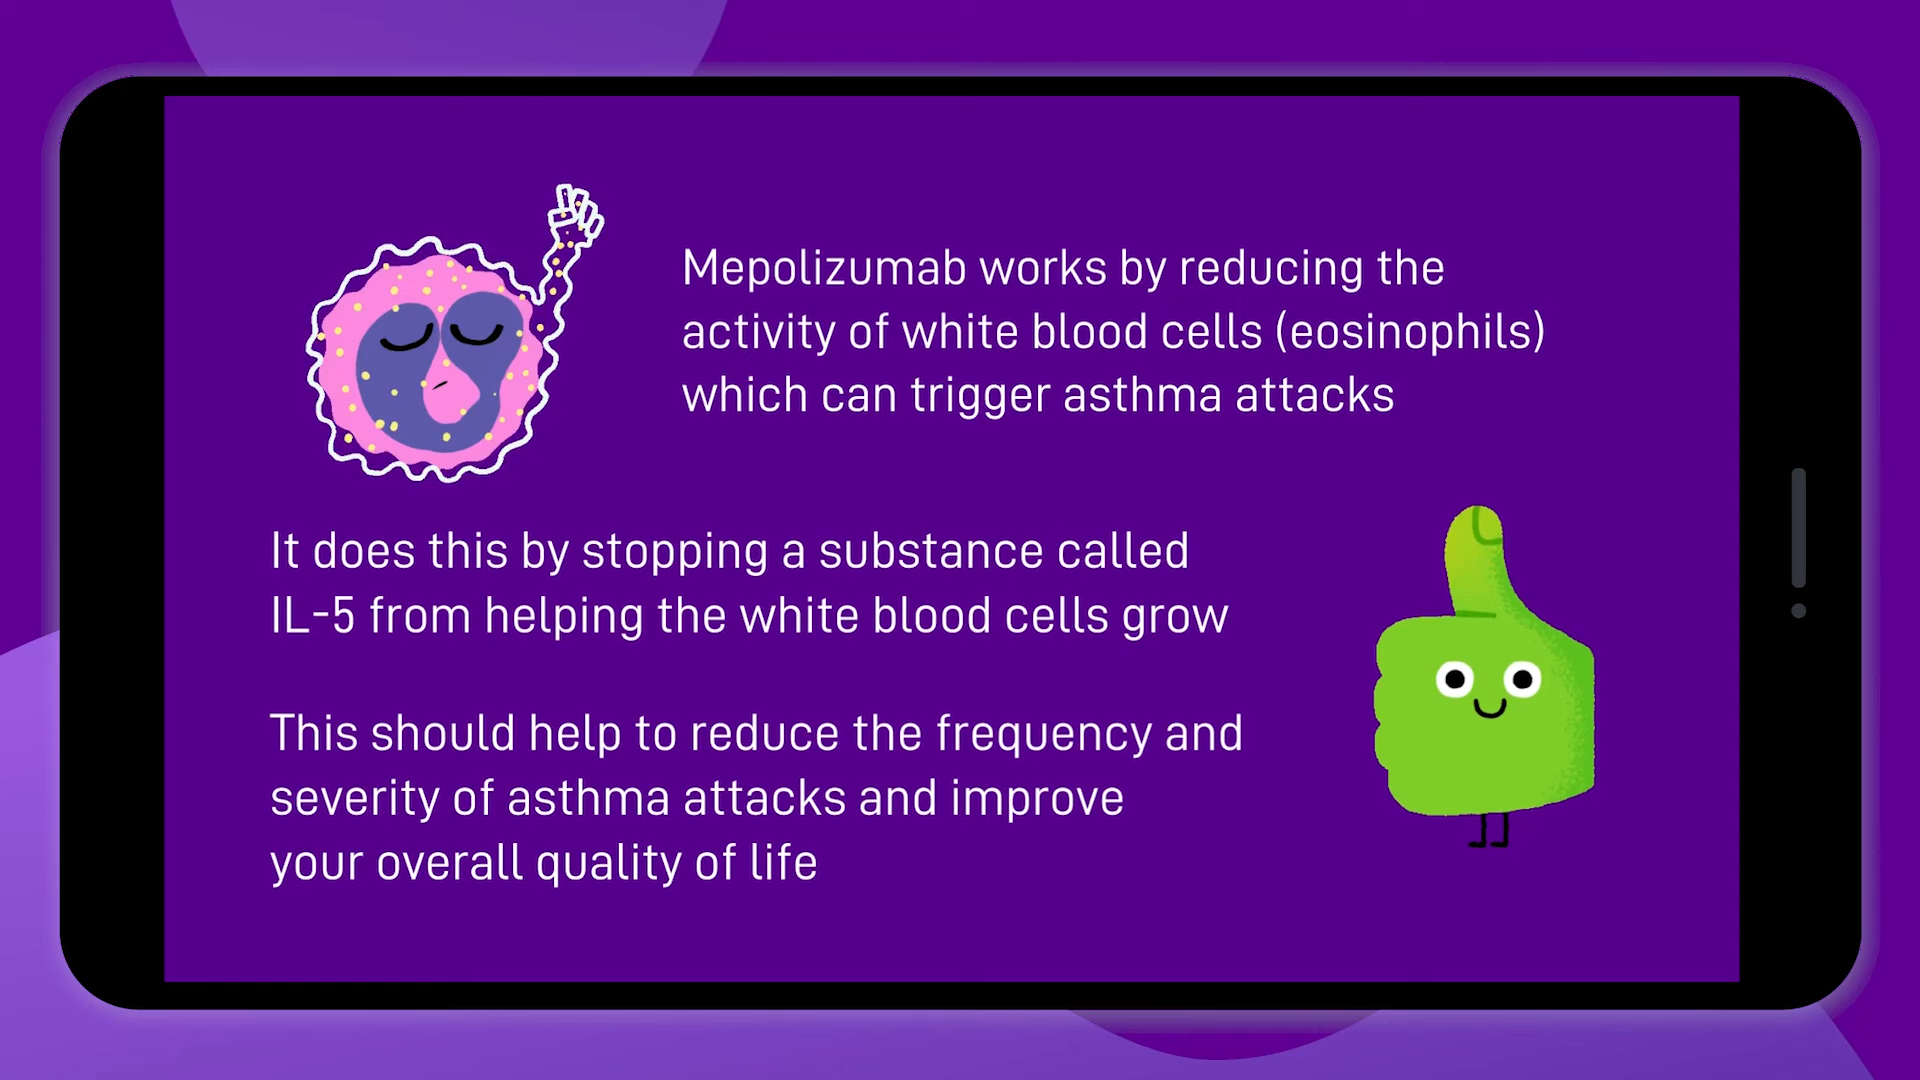 Mepolizumab works by reducing the
activity of white blood cells (eosinophils)
which can trigger asthma attacks
It does this by stopping a substance called
IL-5 from helping the white blood cells grow
This should help to reduce the frequency and
severity of asthma attacks and improve
your overall quality of life